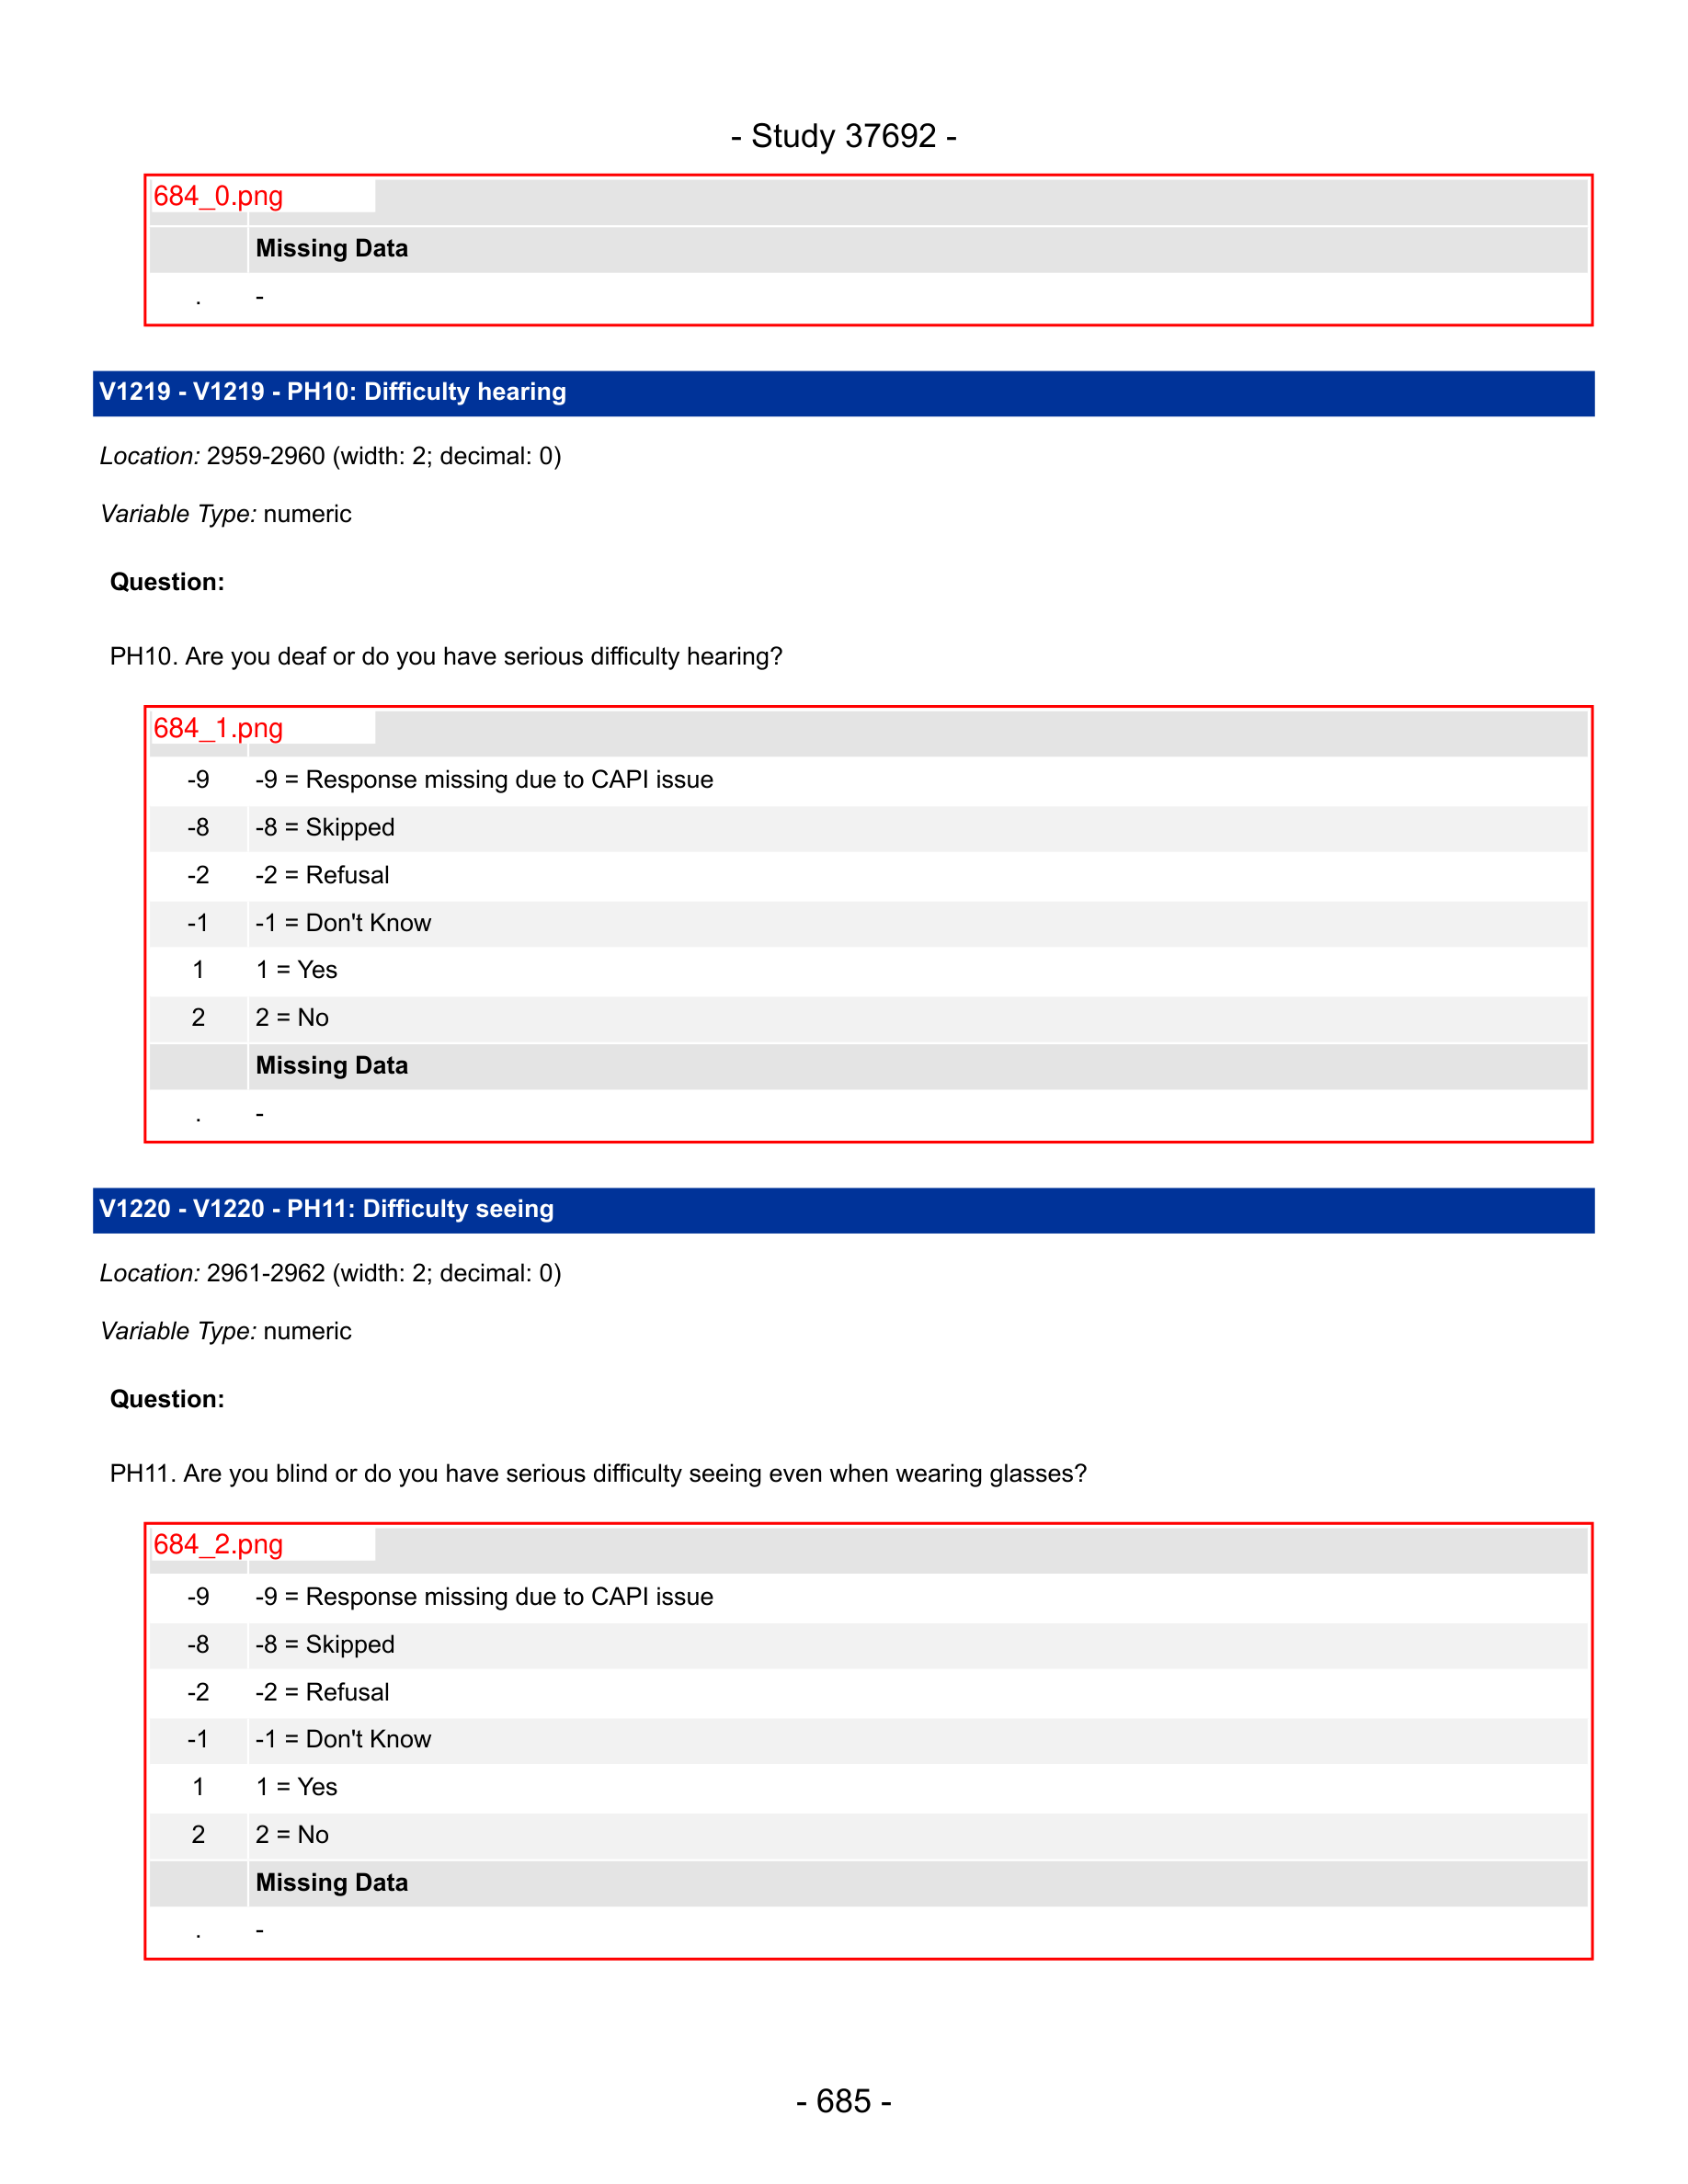 - Study 37692 -
684_0.png
Missing Data
. -
V1219 - V1219 - PH10: Difficulty hearing
Location: 2959-2960 (width: 2; decimal: 0)
Variable Type: numeric
Question:
PH10. Are you deaf or do you have serious difficulty hearing?
684_1.png
-9 -9 = Response missing due to CAPI issue
-8 -8 = Skipped
-2 -2 = Refusal
-1 -1 = Don't Know
1 1 = Yes
2 2 = No
Missing Data
. -
V1220 - V1220 - PH11: Difficulty seeing
Location: 2961-2962 (width: 2; decimal: 0)
Variable Type: numeric
Question:
PH11. Are you blind or do you have serious difficulty seeing even when wearing glasses?
684_2.png
-9 -9 = Response missing due to CAPI issue
-8 -8 = Skipped
-2 -2 = Refusal
-1 -1 = Don't Know
1 1 = Yes
2 2 = No
Missing Data
. -
- 685 -